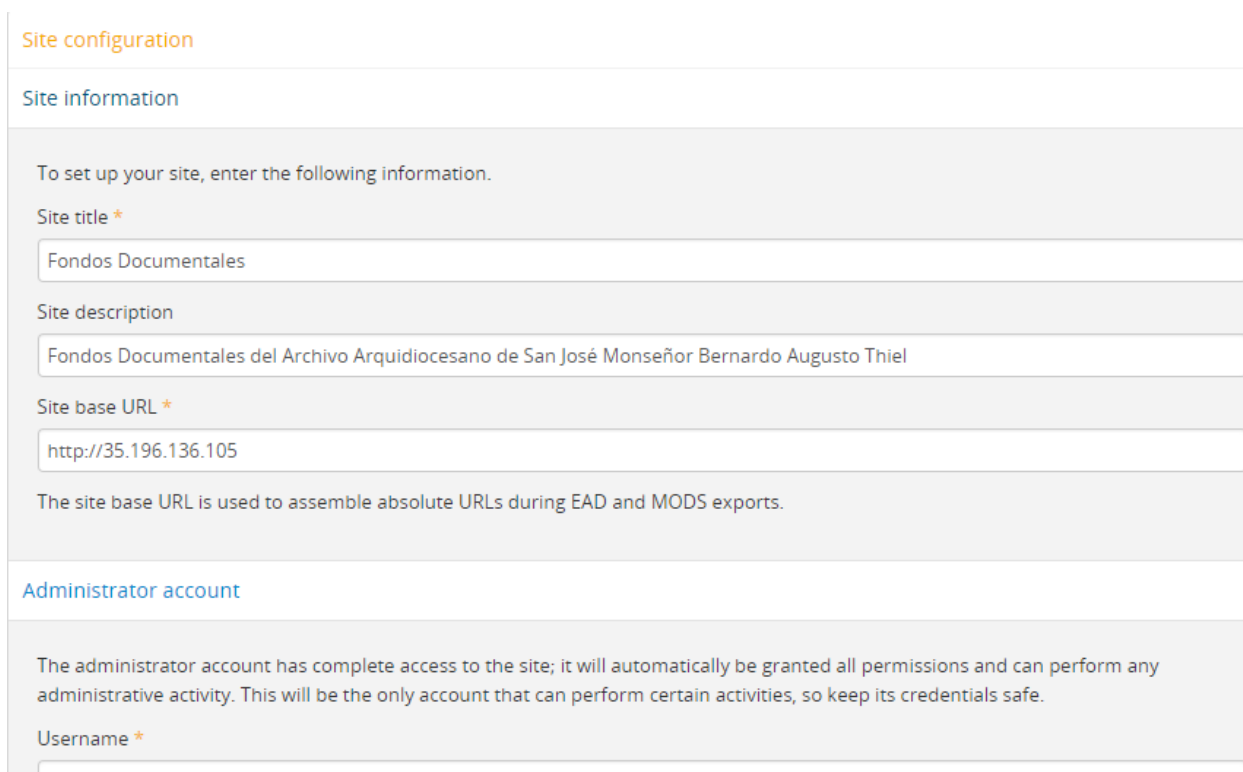 Site configuration
Site information
To set up your site, enter the following information.
Site title *
Fondos Documentales
Site description
Fondos Documentales del Archivo Arquidiocesano de San José Monseñor Bernardo Augusto Thiel
Site base URL *
http://35.196.136.105
The site base URL is used to assemble absolute URLs during EAD and MODS exports.
Administrator account
The administrator account has complete access to the site; it will automatically be granted all permissions and can perform any
administrative activity. This will be the only account that can perform certain activities, so keep its credentials safe.
Username *